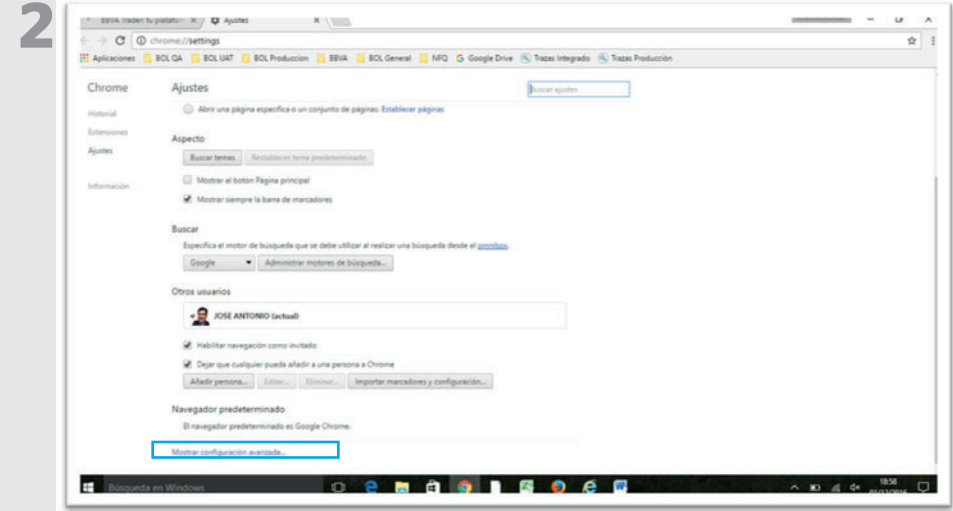 2
BBVA Trader: tu platafo
Ajustes
chrome://settings
Aplicaciones BOL QA BOL UAT BOL Produccion BBVA BOL General NFQ Google Drive Trazas Integrado Trazas Producción
Chrome
Ajustes
Buscar ajustes
Historial
Extensiones
Ajustes
Información
Abrir una página específica o un conjunto de páginas. Establecer páginas
Aspecto
Buscar temas Restablecer tema predeterminado
Mostrar el botón Página principal
Mostrar siempre la barra de marcadores
Buscar
Especifica el motor de búsqueda que se debe utilizar al realizar una búsqueda desde el omnibox.
Google Administrar motores de búsqueda...
Otros usuarios
JOSE ANTONIO (actual)
Habilitar navegación como invitado
Dejar que cualquier pueda añadir a una persona a Chrome
Añadir persona... Editar... Eliminar... Importar marcadores y configuración...
Navegador predeterminado
El navegador predeterminado es Google Chrome.
Mostrar configuración avanzada...
Búsqueda en Windows
18:58